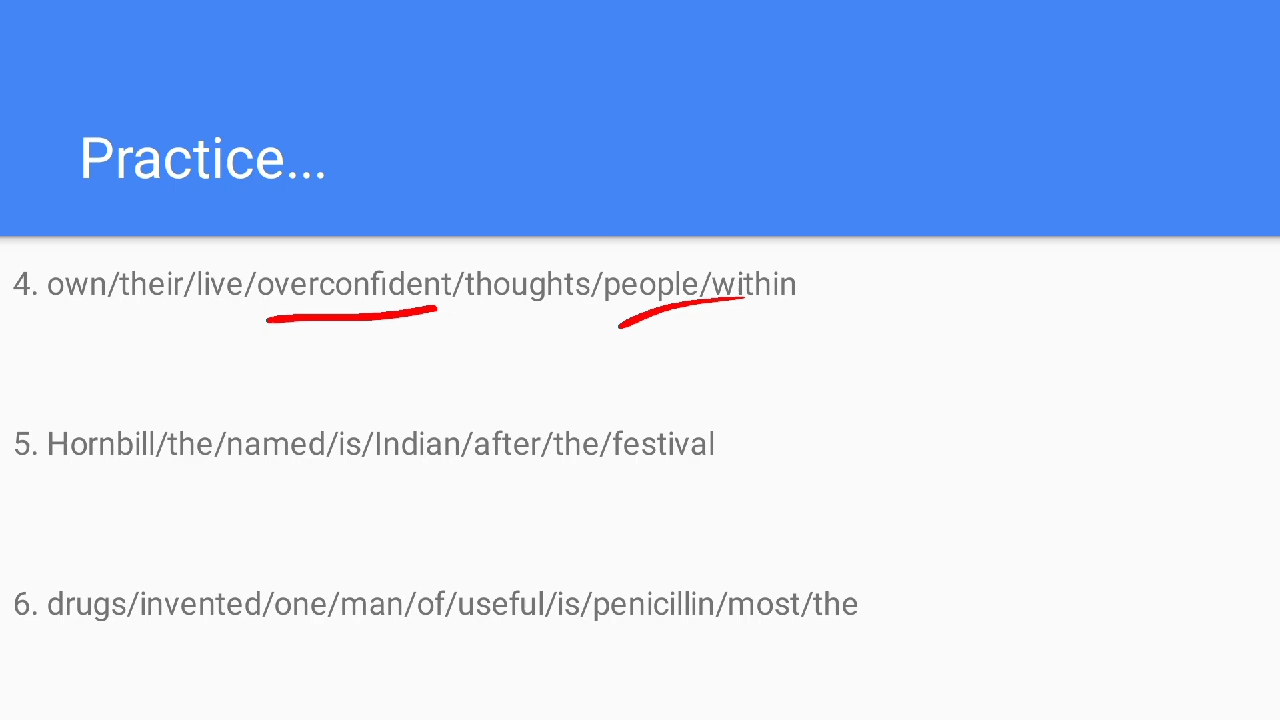 Practice...
4. own/their/live/overconfident/thoughts/people/within
5. Hornbill/the/named/is/Indian/after/the/festival
6. drugs/invented/one/man/of/useful/is/penicillin/most/the